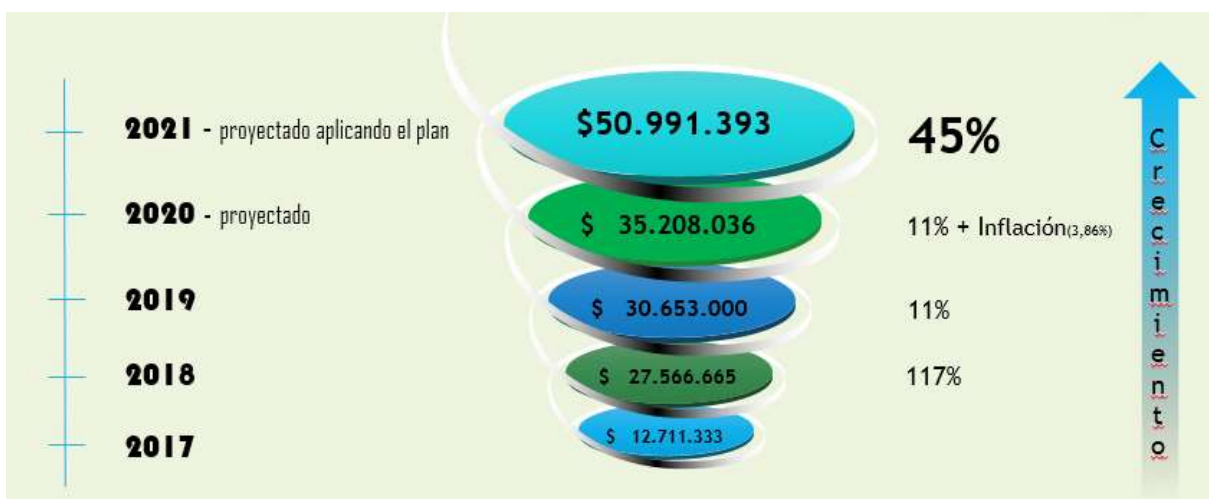 2021 - proyectado aplicando el plan $50.991.393 45%
2020 - proyectado $ 35.208.036 11% + Inflación(3,86%)
2019 $ 30.653.000 11%
2018 $ 27.566.665 117%
2017 $ 12.711.333
Crecimiento